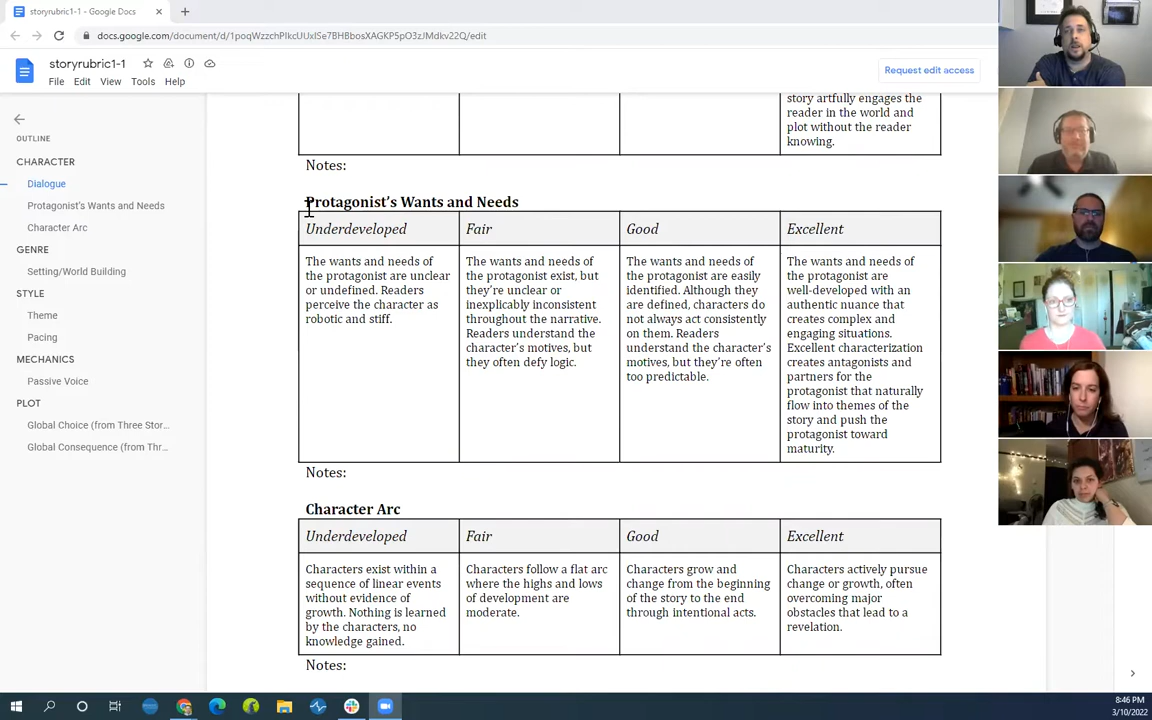 storyrubric1-1 - Google Docs
docs.google.com/document/d/1poqWzzchPIkcUUxlSe7BHBbosXAGKP5pO3zJMdkv22Q/edit
storyrubric1-1
File Edit View Tools Help
Request edit access
OUTLINE
CHARACTER
Dialogue
Protagonist's Wants and Needs
Character Arc
GENRE
Setting/World Building
STYLE
Theme
Pacing
MECHANICS
Passive Voice
PLOT
Global Choice (from Three Stor...
Global Consequence (from Thr...
story artfully engages the
reader in the world and
plot without the reader
knowing.
Notes:
Protagonist's Wants and Needs
Underdeveloped
Fair
Good
Excellent
The wants and needs of
the protagonist are unclear
or undefined. Readers
perceive the character as
robotic and stiff.
The wants and needs of
the protagonist exist, but
they're unclear or
inexplicably inconsistent
throughout the narrative.
Readers understand the
character's motives, but
they often defy logic.
The wants and needs of
the protagonist are easily
identified. Although they
are defined, characters do
not always act consistently
on them. Readers
understand the character's
motives, but they're often
too predictable.
The wants and needs of
the protagonist are
well-developed with an
authentic nuance that
creates complex and
engaging situations.
Excellent characterization
creates antagonists and
partners for the
protagonist that naturally
flow into themes of the
story and push the
protagonist toward
maturity.
Notes:
Character Arc
Underdeveloped
Fair
Good
Excellent
Characters exist within a
sequence of linear events
without evidence of
growth. Nothing is learned
by the characters, no
knowledge gained.
Characters follow a flat arc
where the highs and lows
of development are
moderate.
Characters grow and
change from the beginning
of the story to the end
through intentional acts.
Characters actively pursue
change or growth, often
overcoming major
obstacles that lead to a
revelation.
Notes:
8:46 PM
3/10/2022